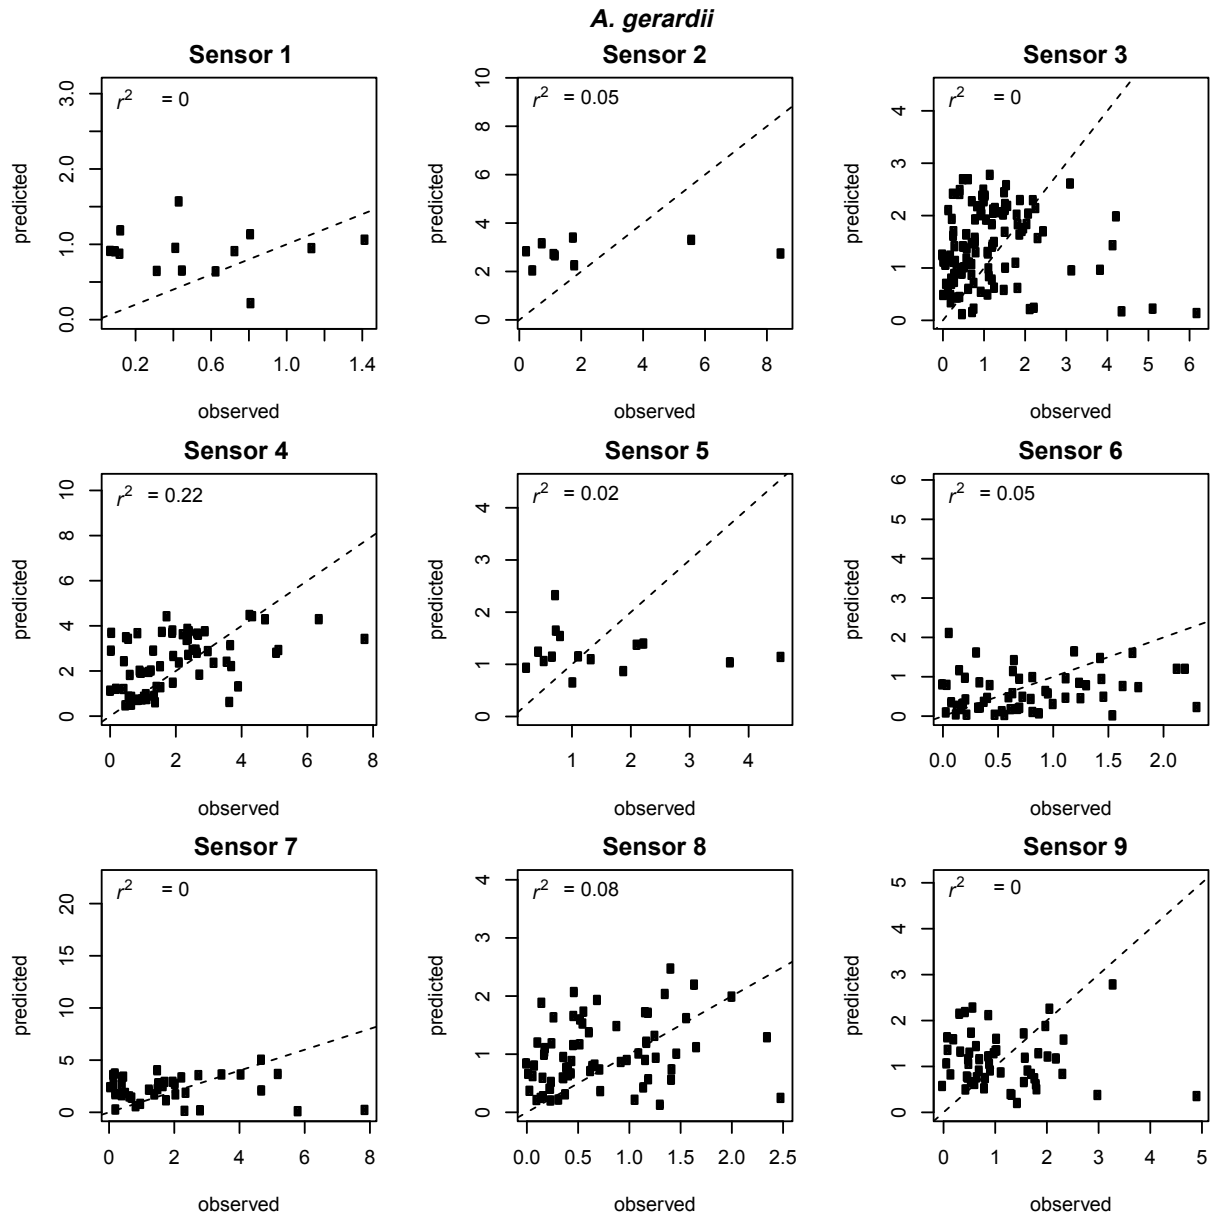 A. gerardii
Sensor 1
r² = 0
predicted
3.0
2.0
1.0
0.0
0.2 0.6 1.0 1.4
observed
Sensor 2
r² = 0.05
predicted
10
8
6
4
2
0
0 2 4 6 8
observed
Sensor 3
r² = 0
predicted
4
3
2
1
0
0 1 2 3 4 5 6
observed
Sensor 4
r² = 0.22
predicted
10
8
6
4
2
0
0 2 4 6 8
observed
Sensor 5
r² = 0.02
predicted
4
3
2
1
0
1 2 3 4
observed
Sensor 6
r² = 0.05
predicted
6
5
4
3
2
1
0
0.0 0.5 1.0 1.5 2.0
observed
Sensor 7
r² = 0
predicted
20
15
10
5
0
0 2 4 6 8
observed
Sensor 8
r² = 0.08
predicted
4
3
2
1
0
0.0 0.5 1.0 1.5 2.0 2.5
observed
Sensor 9
r² = 0
predicted
5
4
3
2
1
0
0 1 2 3 4 5
observed